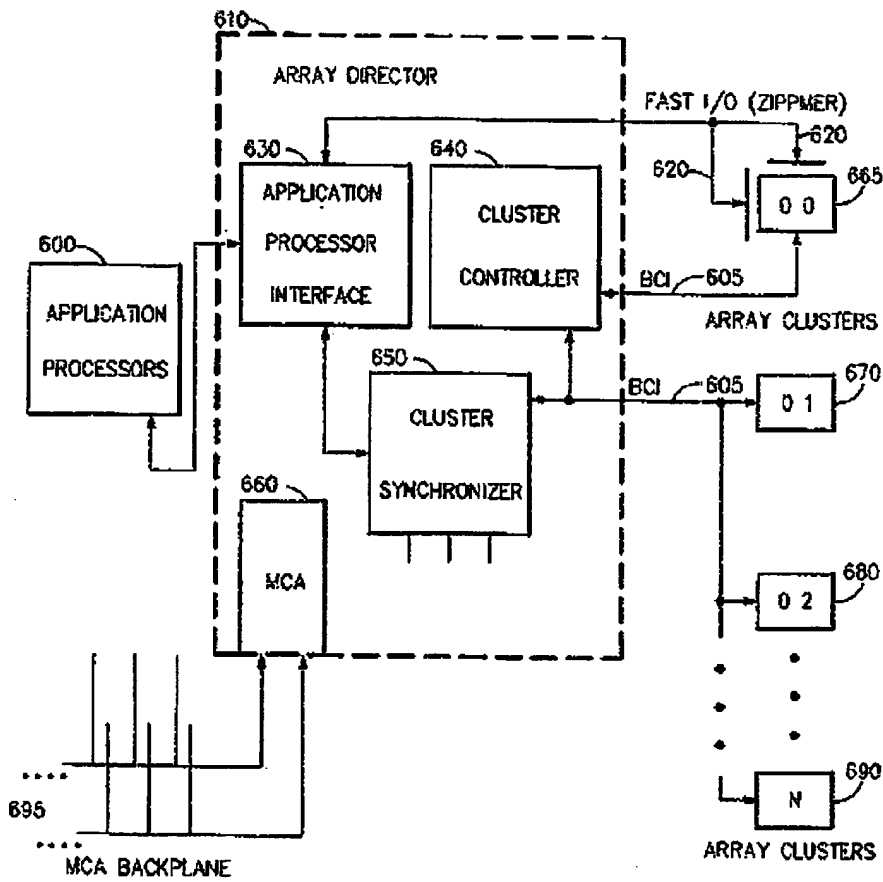 610
ARRAY DIRECTOR
FAST I/O (ZIPPMER)
620
630
640
620
665
APPLICATION
PROCESSOR
INTERFACE
CLUSTER
CONTROLLER
0 0
600
APPLICATION
PROCESSORS
BCI
605
ARRAY CLUSTERS
650
BCI
605
670
CLUSTER
SYNCHRONIZER
0 1
660
MCA
680
0 2
695
MCA BACKPLANE
690
N
ARRAY CLUSTERS